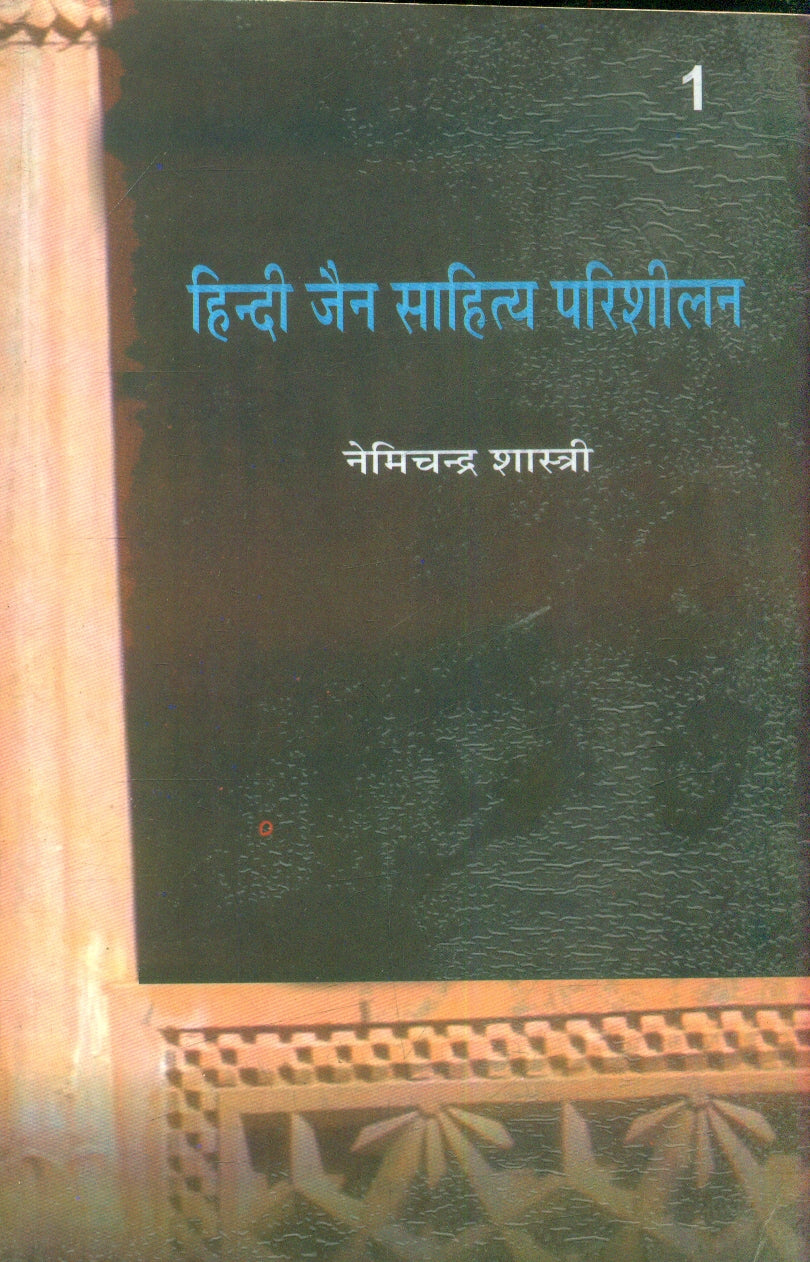 1
हिन्दी जैन साहित्य परिशीलन
नेमिचन्द्र शास्त्री